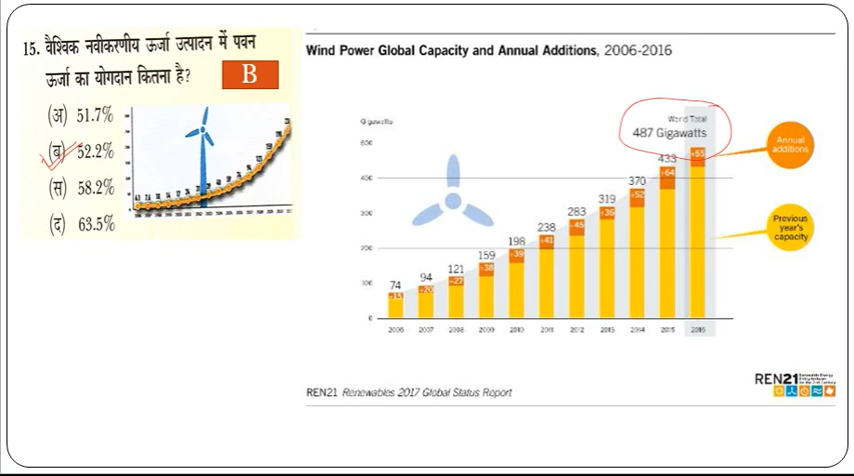 15. वैश्विक नवीकरणीय ऊर्जा उत्पादन में पवन
ऊर्जा का योगदान कितना है?
B
(अ) 51.7%
(ब) 52.2%
(स) 58.2%
(द) 63.5%
Wind Power Global Capacity and Annual Additions, 2006-2016
Gigawatts
World Total
487 Gigawatts
Annual
additions
Previous
year's
capacity
500
400
300
200
100
0
74
94
121
159
198
238
283
319
370
433
+20
+27
+38
+39
+41
+45
+36
+52
+64
+55
2006 2007 2008 2009 2010 2011 2012 2013 2014 2015 2016
REN21 Renewables 2017 Global Status Report
REN21